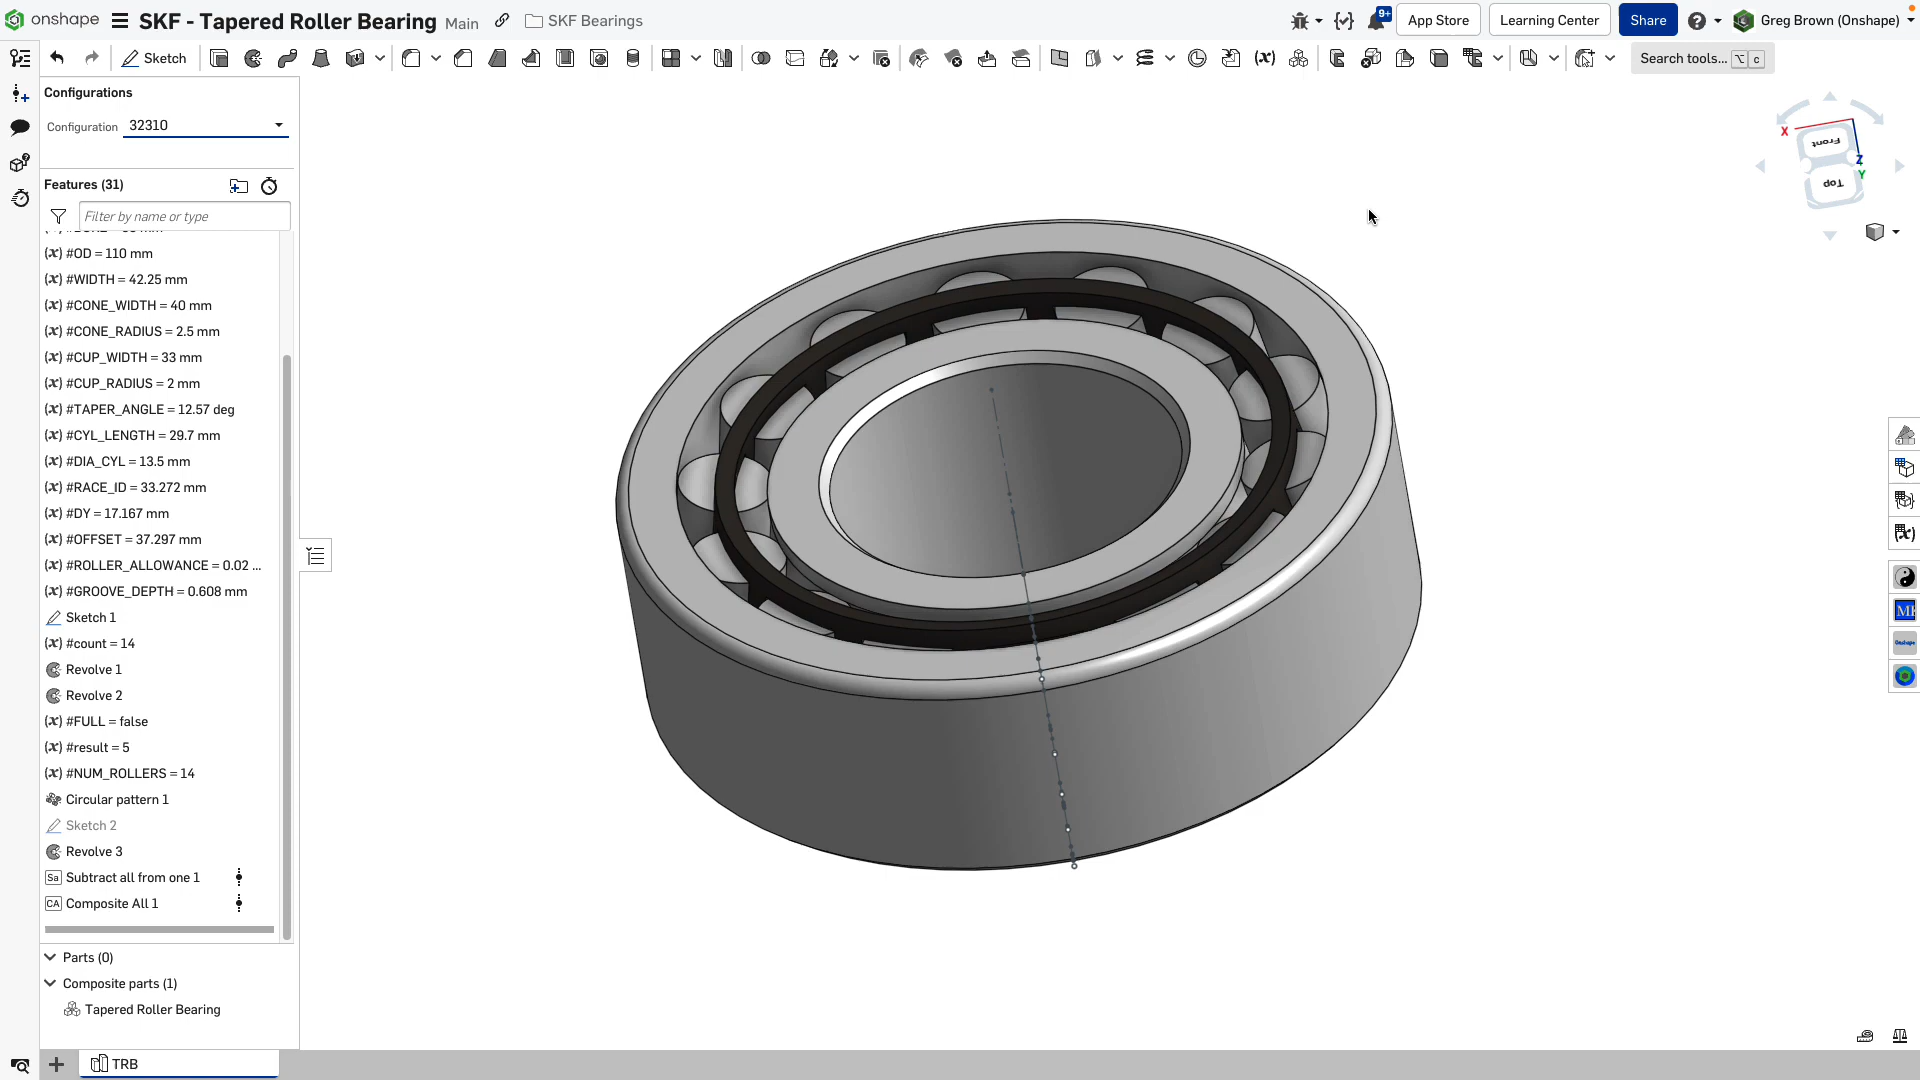 onshape SKF - Tapered Roller Bearing Main SKF Bearings 9+ App Store Learning Center Share Greg Brown (Onshape)
Sketch Search tools... ⌥ c
Configurations
Configuration 32310
Features (31)
Filter by name or type
(x) #OD = 110 mm
(x) #WIDTH = 42.25 mm
(x) #CONE_WIDTH = 40 mm
(x) #CONE_RADIUS = 2.5 mm
(x) #CUP_WIDTH = 33 mm
(x) #CUP_RADIUS = 2 mm
(x) #TAPER_ANGLE = 12.57 deg
(x) #CYL_LENGTH = 29.7 mm
(x) #DIA_CYL = 13.5 mm
(x) #RACE_ID = 33.272 mm
(x) #DY = 17.167 mm
(x) #OFFSET = 37.297 mm
(x) #ROLLER_ALLOWANCE = 0.02 ...
(x) #GROOVE_DEPTH = 0.608 mm
Sketch 1
(x) #count = 14
Revolve 1
Revolve 2
(x) #FULL = false
(x) #result = 5
(x) #NUM_ROLLERS = 14
Circular pattern 1
Sketch 2
Revolve 3
Sa Subtract all from one 1
CA Composite All 1
Parts (0)
Composite parts (1)
Tapered Roller Bearing
TRB
X
Front
Z
Y
Top
(x)
Onshape